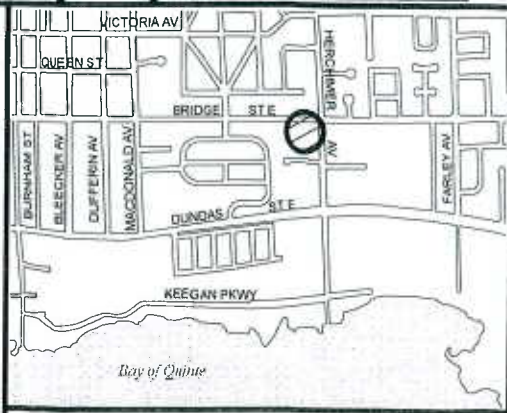 VICTORIA AV
QUEEN ST
HERCHIMER
AV
BRIDGE ST E
BURNHAM ST
BLEECKER AV
DUFFERIN AV
MACDONALD AV
FARLEY AV
DUNDAS ST E
KEEGAN PKWY
Bay of Quinte